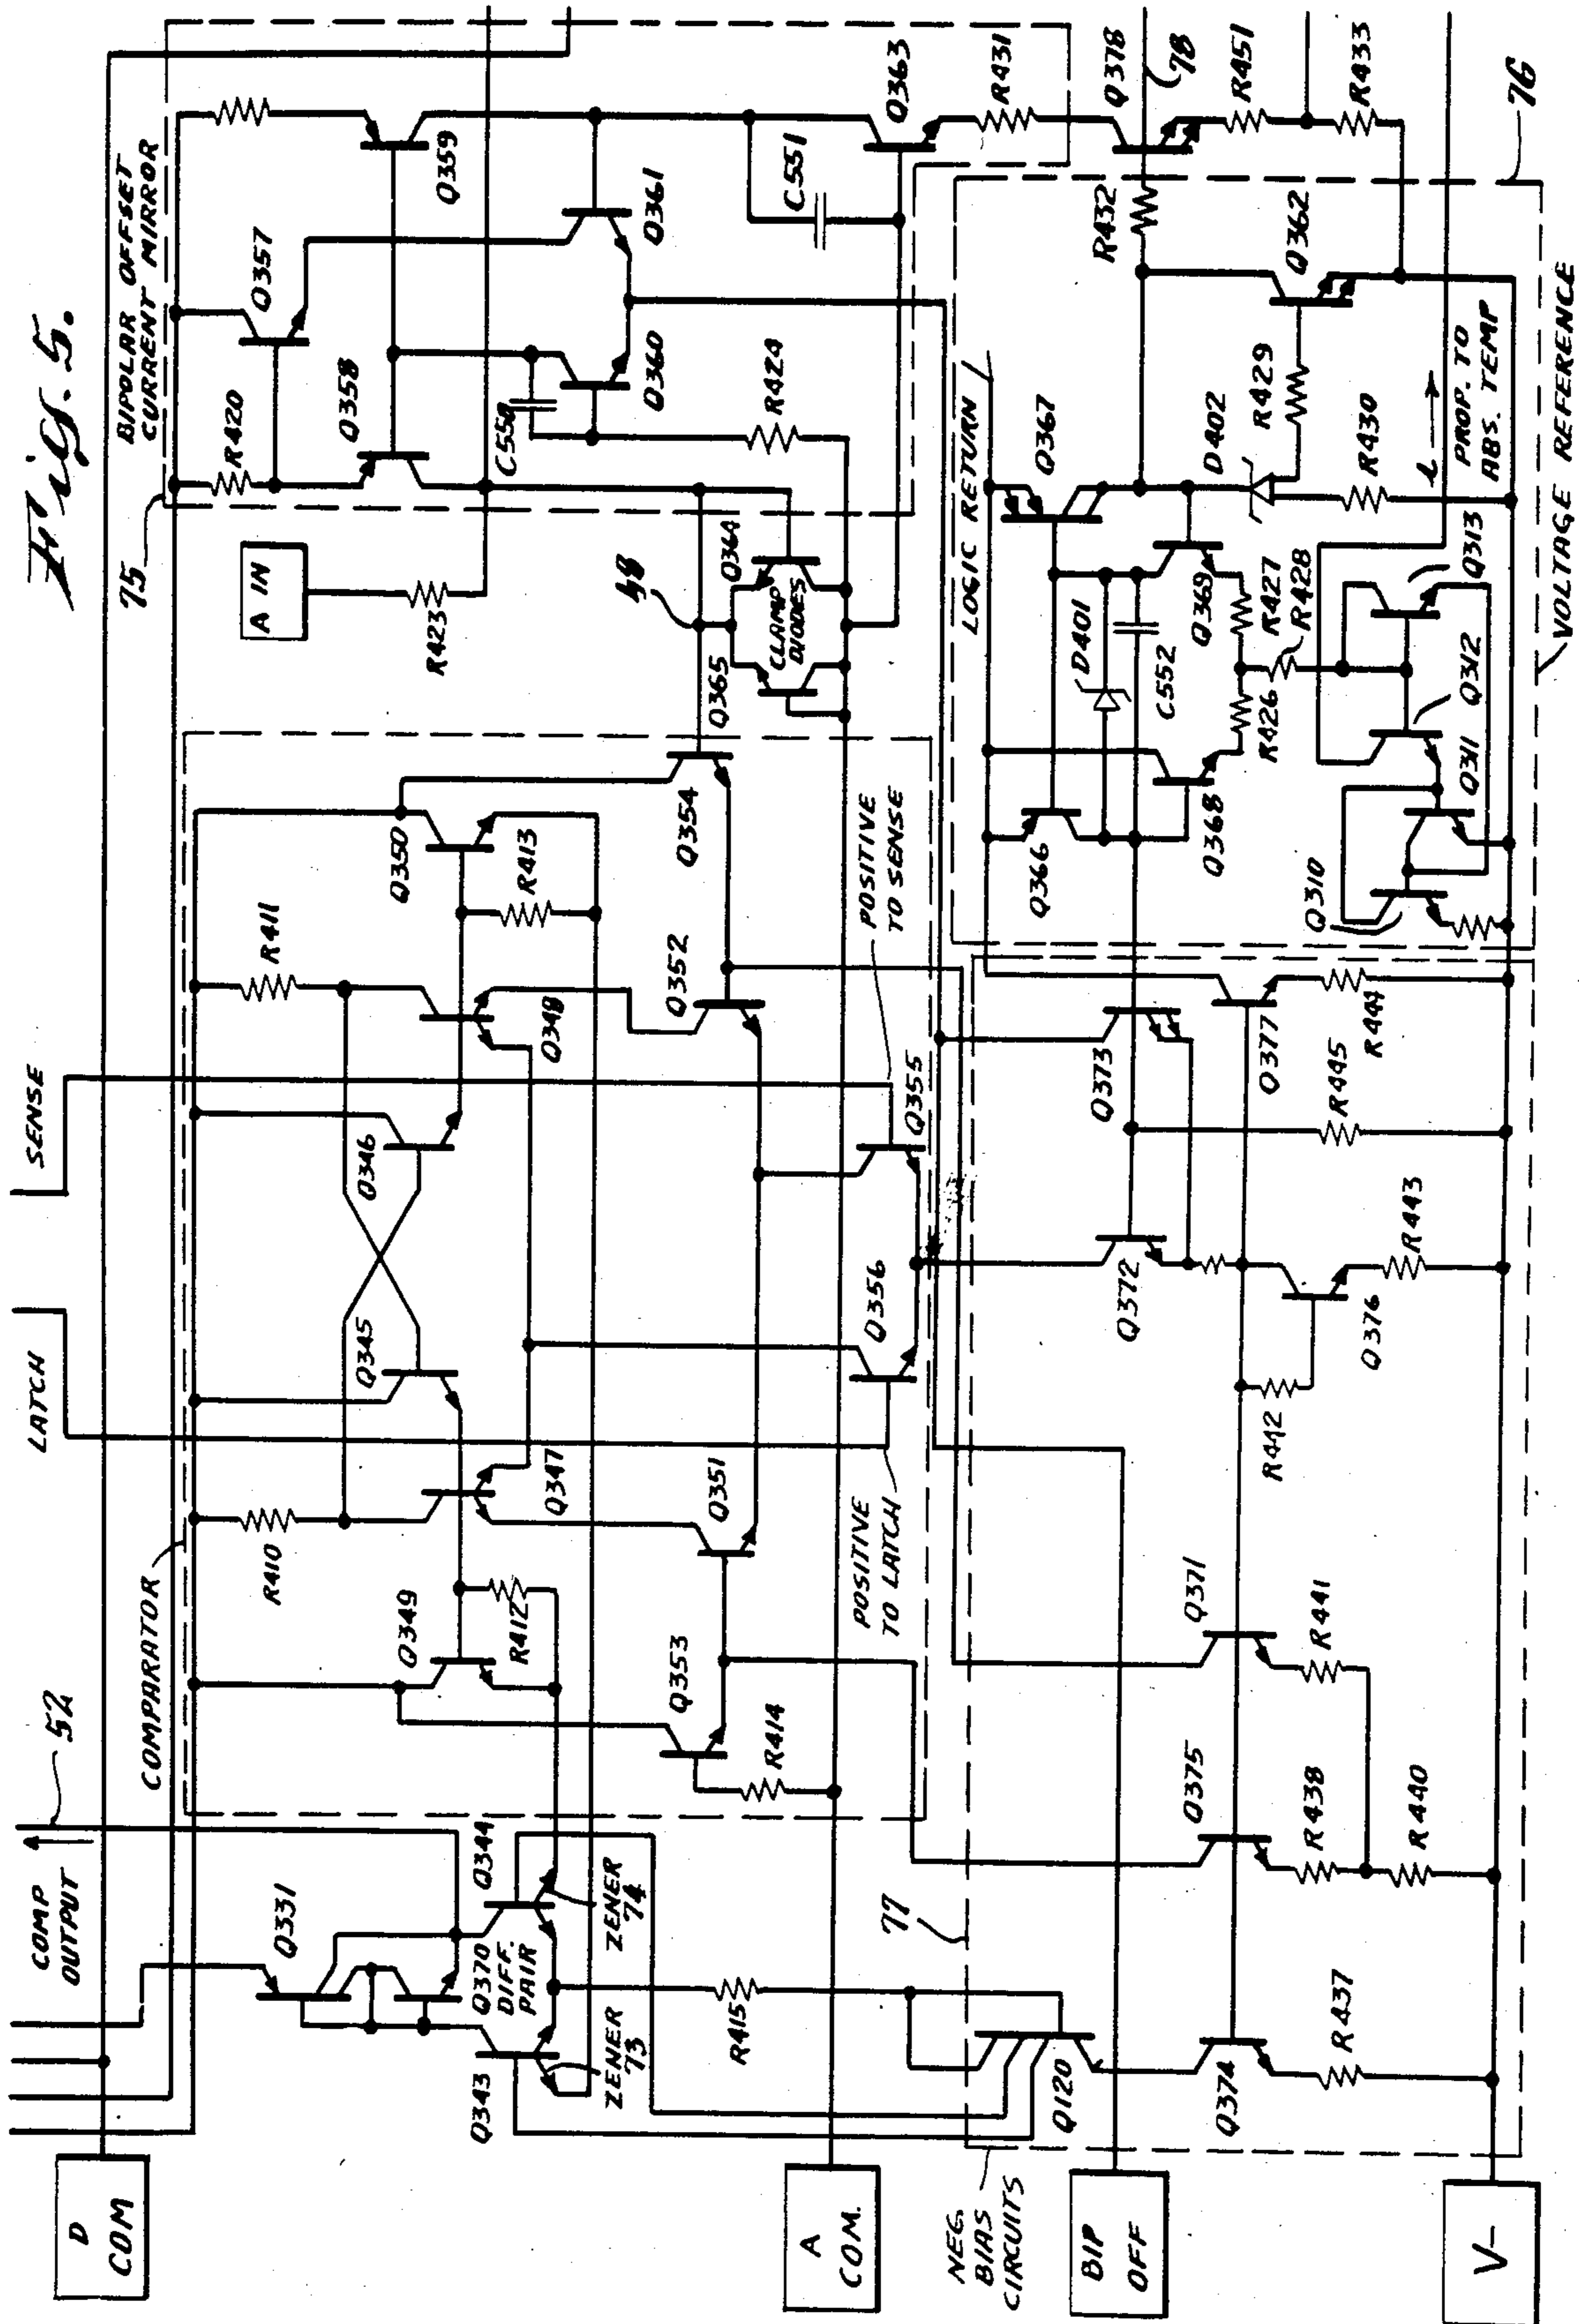 Fig. 5.
COMP
OUTPUT
52
LATCH
SENSE
75
BIPOLAR OFFSET
CURRENT MIRROR
D
COM
COMPARATOR
Q331
Q370
DIFF.
PAIR
Q343
Q344
ZENER
73
ZENER
74
R415
R410
R411
Q345
Q346
Q349
R412
Q347
Q348
Q350
R413
Q353
R414
Q351
Q352
Q354
POSITIVE
TO LATCH
Q356
Q355
POSITIVE
TO SENSE
A IN
R423
R420
Q357
Q358
Q359
Q360
Q361
C550
C551
R424
Q363
R431
48
Q365
Q364
CLAMP
DIODES
A
COM.
NEG.
BIAS
CIRCUITS
77
BIP
OFF
V-
Q120
Q374
R437
Q375
R438
R440
Q371
R441
R442
Q376
R443
Q372
Q373
R445
Q377
R444
LOGIC RETURN
Q366
Q367
D401
C552
Q368
Q369
R426
R427
R428
D402
R429
R430
R432
Q362
Q310
Q311
Q312
Q313
i
PROP. TO
ABS. TEMP
VOLTAGE REFERENCE
76
Q378
78
R451
R433